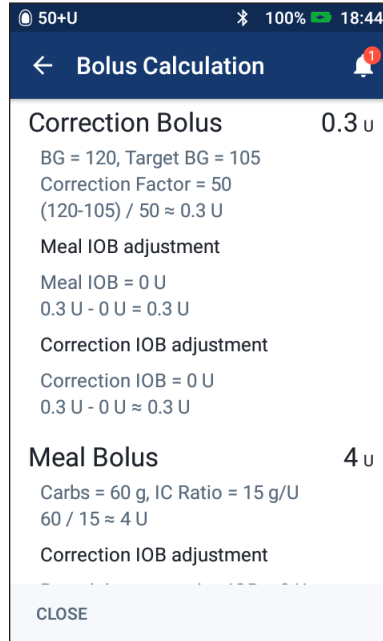 50+U 100% 18:44
Bolus Calculation 1
Correction Bolus 0.3 U
BG = 120, Target BG = 105
Correction Factor = 50
(120-105) / 50 ≈ 0.3 U
Meal IOB adjustment
Meal IOB = 0 U
0.3 U - 0 U = 0.3 U
Correction IOB adjustment
Correction IOB = 0 U
0.3 U - 0 U ≈ 0.3 U
Meal Bolus 4 U
Carbs = 60 g, IC Ratio = 15 g/U
60 / 15 ≈ 4 U
Correction IOB adjustment
CLOSE